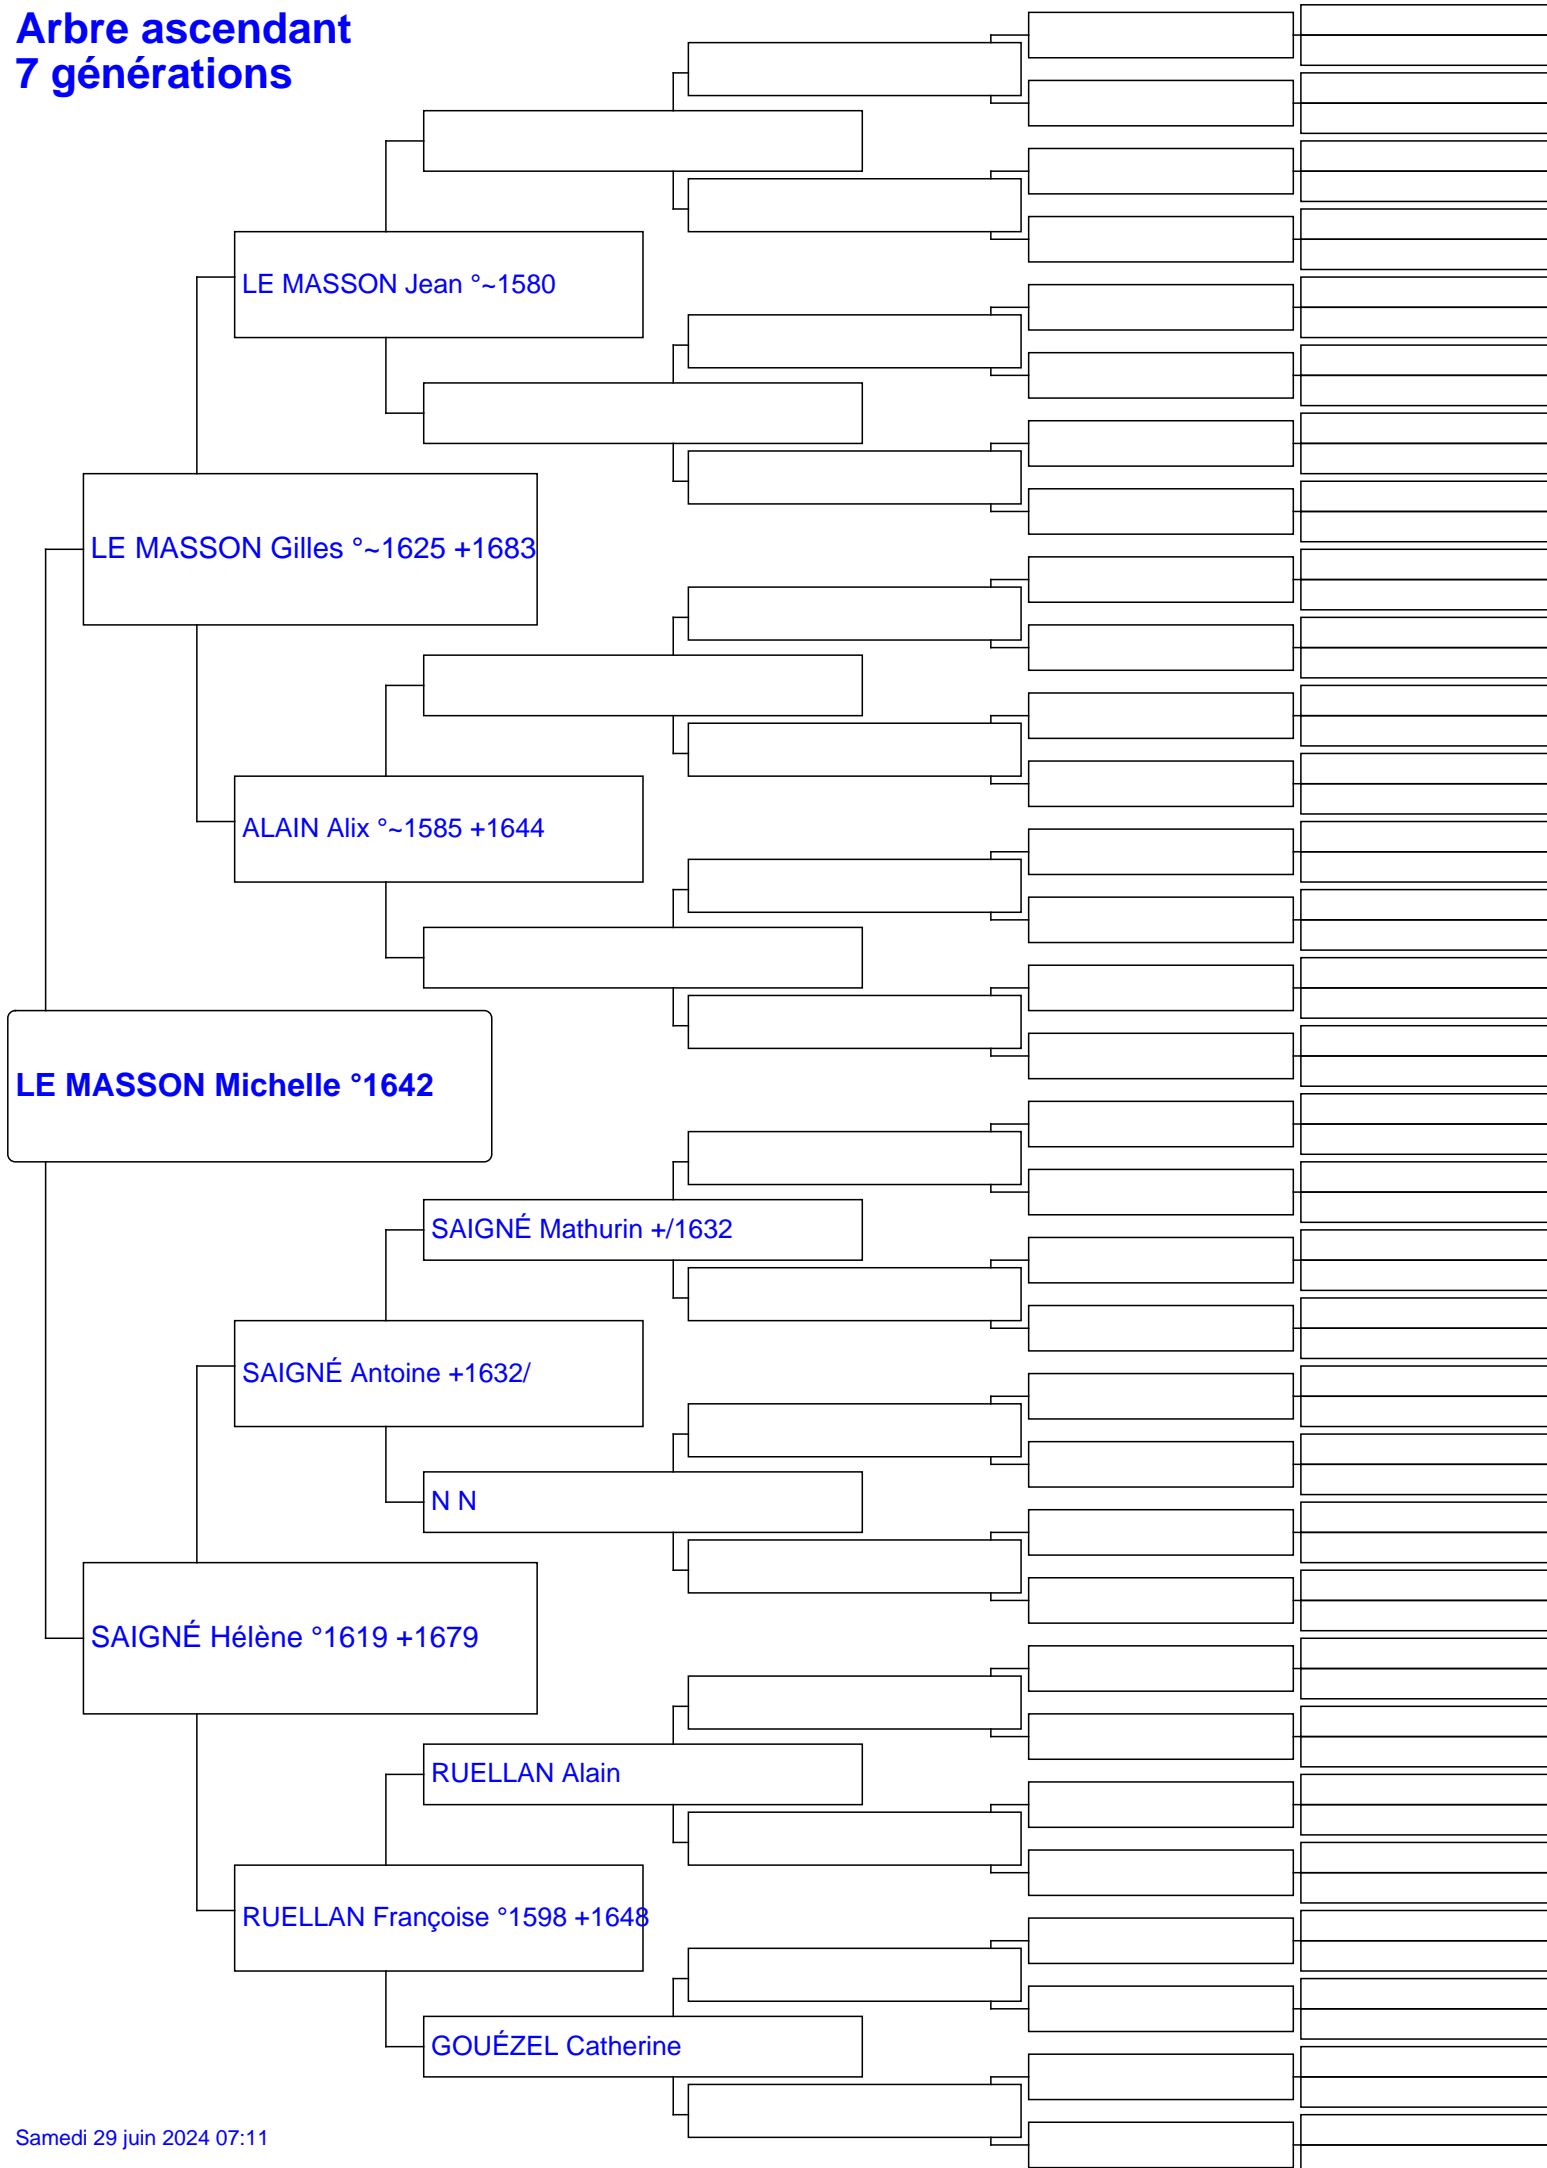 Arbre ascendant
7 générations
LE MASSON Jean °~1580
LE MASSON Gilles °~1625 +1683
ALAIN Alix °~1585 +1644
LE MASSON Michelle °1642
SAIGNÉ Mathurin +/1632
SAIGNÉ Antoine +1632/
N N
SAIGNÉ Hélène °1619 +1679
RUELLAN Alain
RUELLAN Françoise °1598 +1648
GOUÉZEL Catherine
Samedi 29 juin 2024 07:11